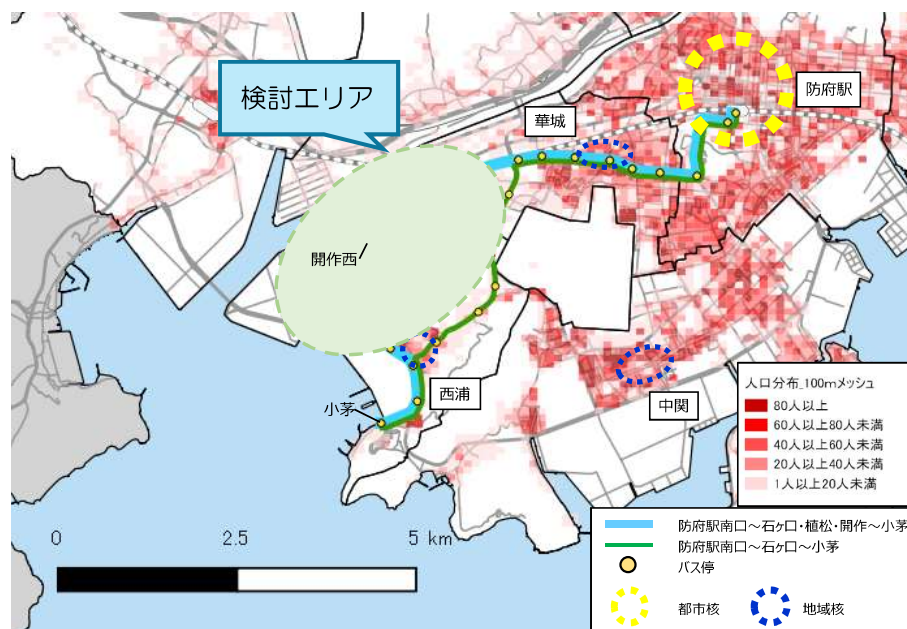 検討エリア
防府駅
華城
開作西
小茅
西浦
中関
人口分布_100mメッシュ
80人以上
60人以上80人未満
40人以上60人未満
20人以上40人未満
1人以上20人未満
0 2.5 5 km
防府駅南口～石ヶ口・植松・開作～小茅
防府駅南口～石ヶ口～小茅
バス停
都市核 地域核